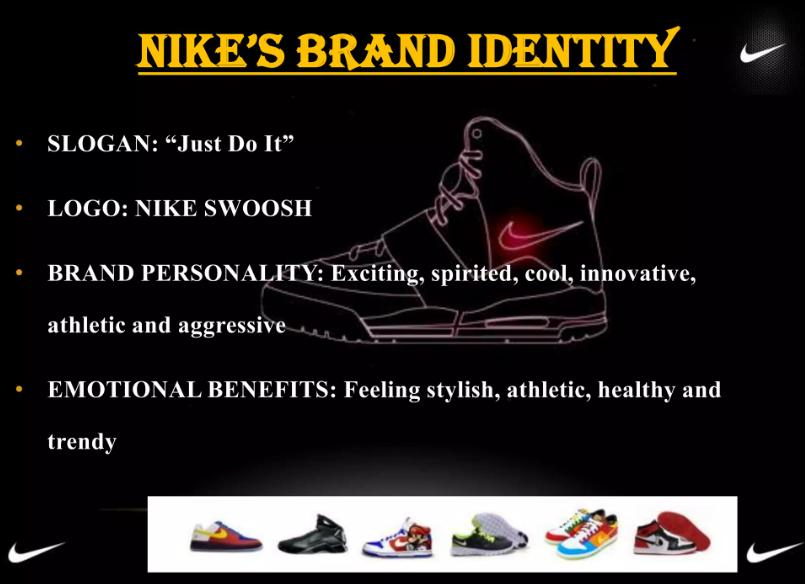 NIKE’S BRAND IDENTITY
• SLOGAN: “Just Do It”
• LOGO: NIKE SWOOSH
• BRAND PERSONALITY: Exciting, spirited, cool, innovative,
athletic and aggressive
• EMOTIONAL BENEFITS: Feeling stylish, athletic, healthy and
trendy